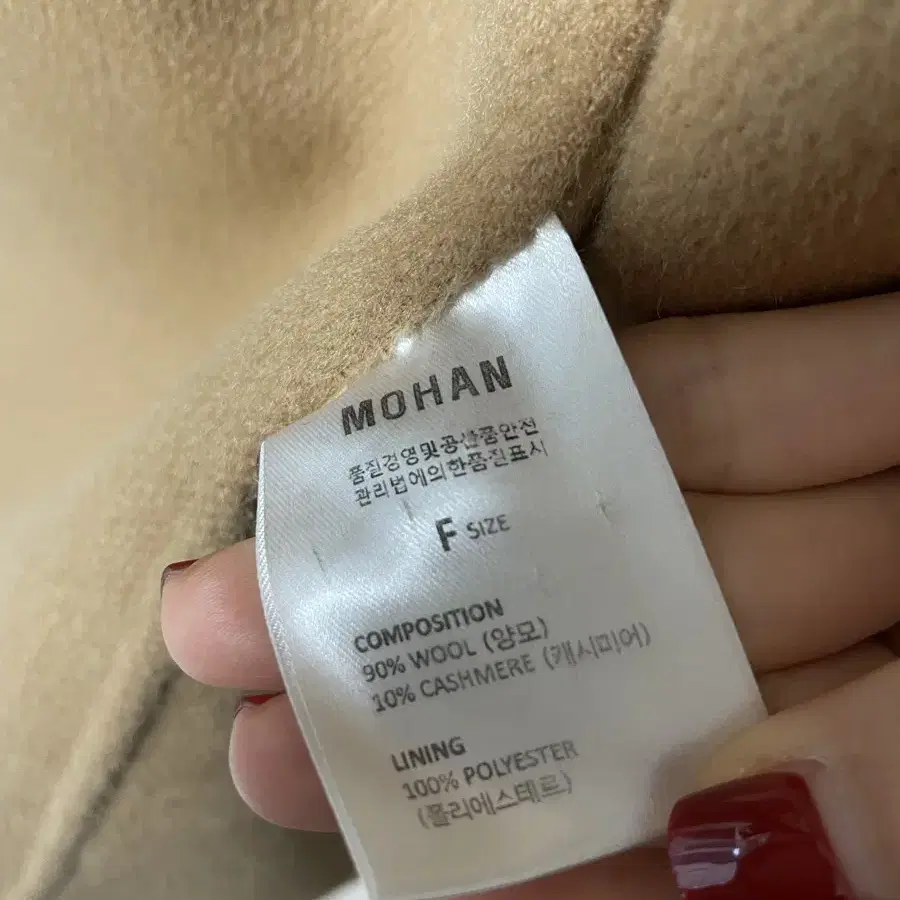 MOHAN
품질경영및공산품안전
관리법에의한품질표시
F SIZE
COMPOSITION
90% WOOL (양모)
10% CASHMERE (캐시미어)
LINING
100% POLYESTER
(폴리에스테르)